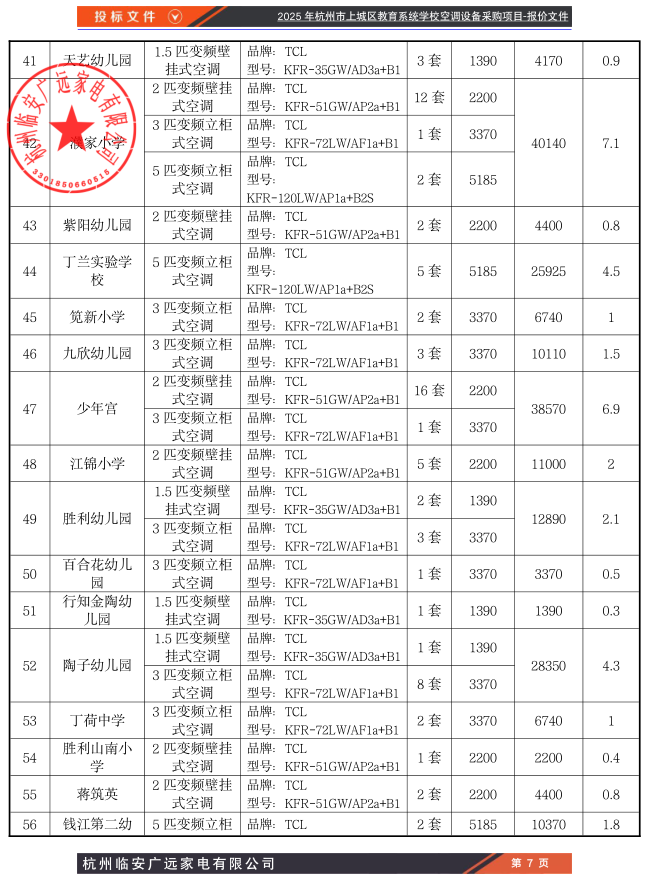 投标文件
2025年杭州市上城区教育系统学校空调设备采购项目-报价文件
41 天艺幼儿园 1.5 匹变频壁挂式空调 品牌：TCL 型号：KFR-35GW/AD3a+B1 3 套 1390 4170 0.9
42 濮家小学 2 匹变频壁挂式空调 品牌：TCL 型号：KFR-51GW/AP2a+B1 12 套 2200 40140 7.1
3 匹变频立柜式空调 品牌：TCL 型号：KFR-72LW/AF1a+B1 1 套 3370
5 匹变频立柜式空调 品牌：TCL 型号：KFR-120LW/AP1a+B2S 2 套 5185
杭州临安广远家电有限公司
3301850660515
43 紫阳幼儿园 2 匹变频壁挂式空调 品牌：TCL 型号：KFR-51GW/AP2a+B1 2 套 2200 4400 0.8
44 丁兰实验学校 5 匹变频立柜式空调 品牌：TCL 型号：KFR-120LW/AP1a+B2S 5 套 5185 25925 4.5
45 笕新小学 3 匹变频立柜式空调 品牌：TCL 型号：KFR-72LW/AF1a+B1 2 套 3370 6740 1
46 九欣幼儿园 3 匹变频立柜式空调 品牌：TCL 型号：KFR-72LW/AF1a+B1 3 套 3370 10110 1.5
47 少年宫 2 匹变频壁挂式空调 品牌：TCL 型号：KFR-51GW/AP2a+B1 16 套 2200 38570 6.9
3 匹变频立柜式空调 品牌：TCL 型号：KFR-72LW/AF1a+B1 1 套 3370
48 江锦小学 2 匹变频壁挂式空调 品牌：TCL 型号：KFR-51GW/AP2a+B1 5 套 2200 11000 2
49 胜利幼儿园 1.5 匹变频壁挂式空调 品牌：TCL 型号：KFR-35GW/AD3a+B1 2 套 1390 12890 2.1
3 匹变频立柜式空调 品牌：TCL 型号：KFR-72LW/AF1a+B1 3 套 3370
50 百合花幼儿园 3 匹变频立柜式空调 品牌：TCL 型号：KFR-72LW/AF1a+B1 1 套 3370 3370 0.5
51 行知金陶幼儿园 1.5 匹变频壁挂式空调 品牌：TCL 型号：KFR-35GW/AD3a+B1 1 套 1390 1390 0.3
52 陶子幼儿园 1.5 匹变频壁挂式空调 品牌：TCL 型号：KFR-35GW/AD3a+B1 1 套 1390 28350 4.3
3 匹变频立柜式空调 品牌：TCL 型号：KFR-72LW/AF1a+B1 8 套 3370
53 丁荷中学 3 匹变频立柜式空调 品牌：TCL 型号：KFR-72LW/AF1a+B1 2 套 3370 6740 1
54 胜利山南小学 2 匹变频壁挂式空调 品牌：TCL 型号：KFR-51GW/AP2a+B1 1 套 2200 2200 0.4
55 蒋筑英 2 匹变频壁挂式空调 品牌：TCL 型号：KFR-51GW/AP2a+B1 2 套 2200 4400 0.8
56 钱江第二幼 5 匹变频立柜 品牌：TCL 2 套 5185 10370 1.8
杭州临安广远家电有限公司
第 7 页